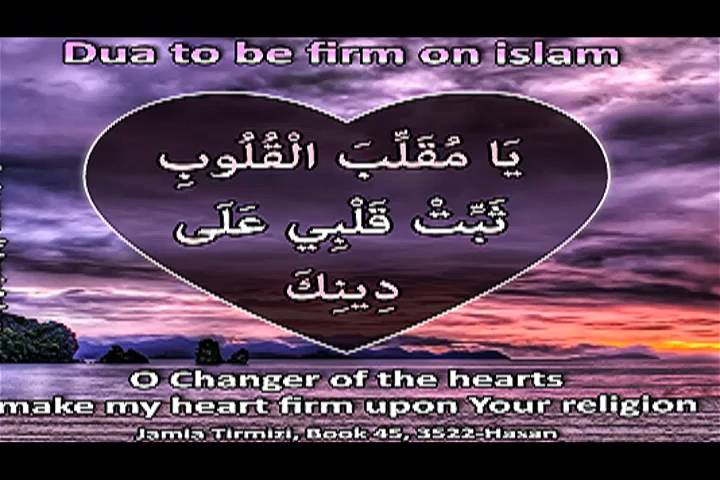 Dua to be firm on islam
يَا مُقَلِّبَ الْقُلُوبِ
ثَبِّتْ قَلْبِي عَلَى
دِينِكَ
O Changer of the hearts
make my heart firm upon Your religion
Jamia Tirmizi, Book 45, 3522-Hasan